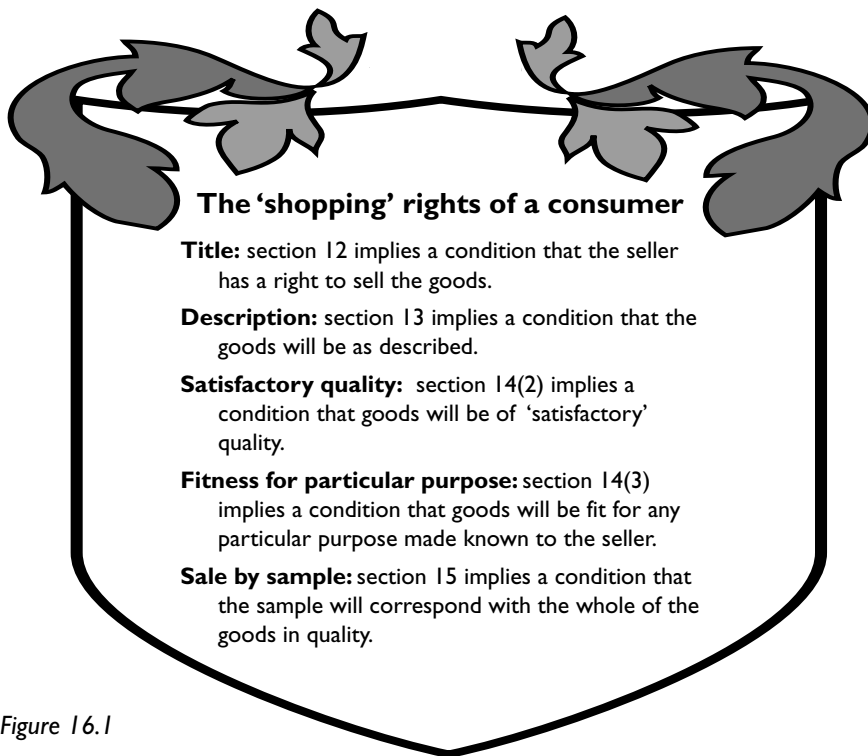 The ‘shopping’ rights of a consumer
Title: section 12 implies a condition that the seller
has a right to sell the goods.
Description: section 13 implies a condition that the
goods will be as described.
Satisfactory quality: section 14(2) implies a
condition that goods will be of ‘satisfactory’
quality.
Fitness for particular purpose: section 14(3)
implies a condition that goods will be fit for any
particular purpose made known to the seller.
Sale by sample: section 15 implies a condition that
the sample will correspond with the whole of the
goods in quality.
Figure 16.1